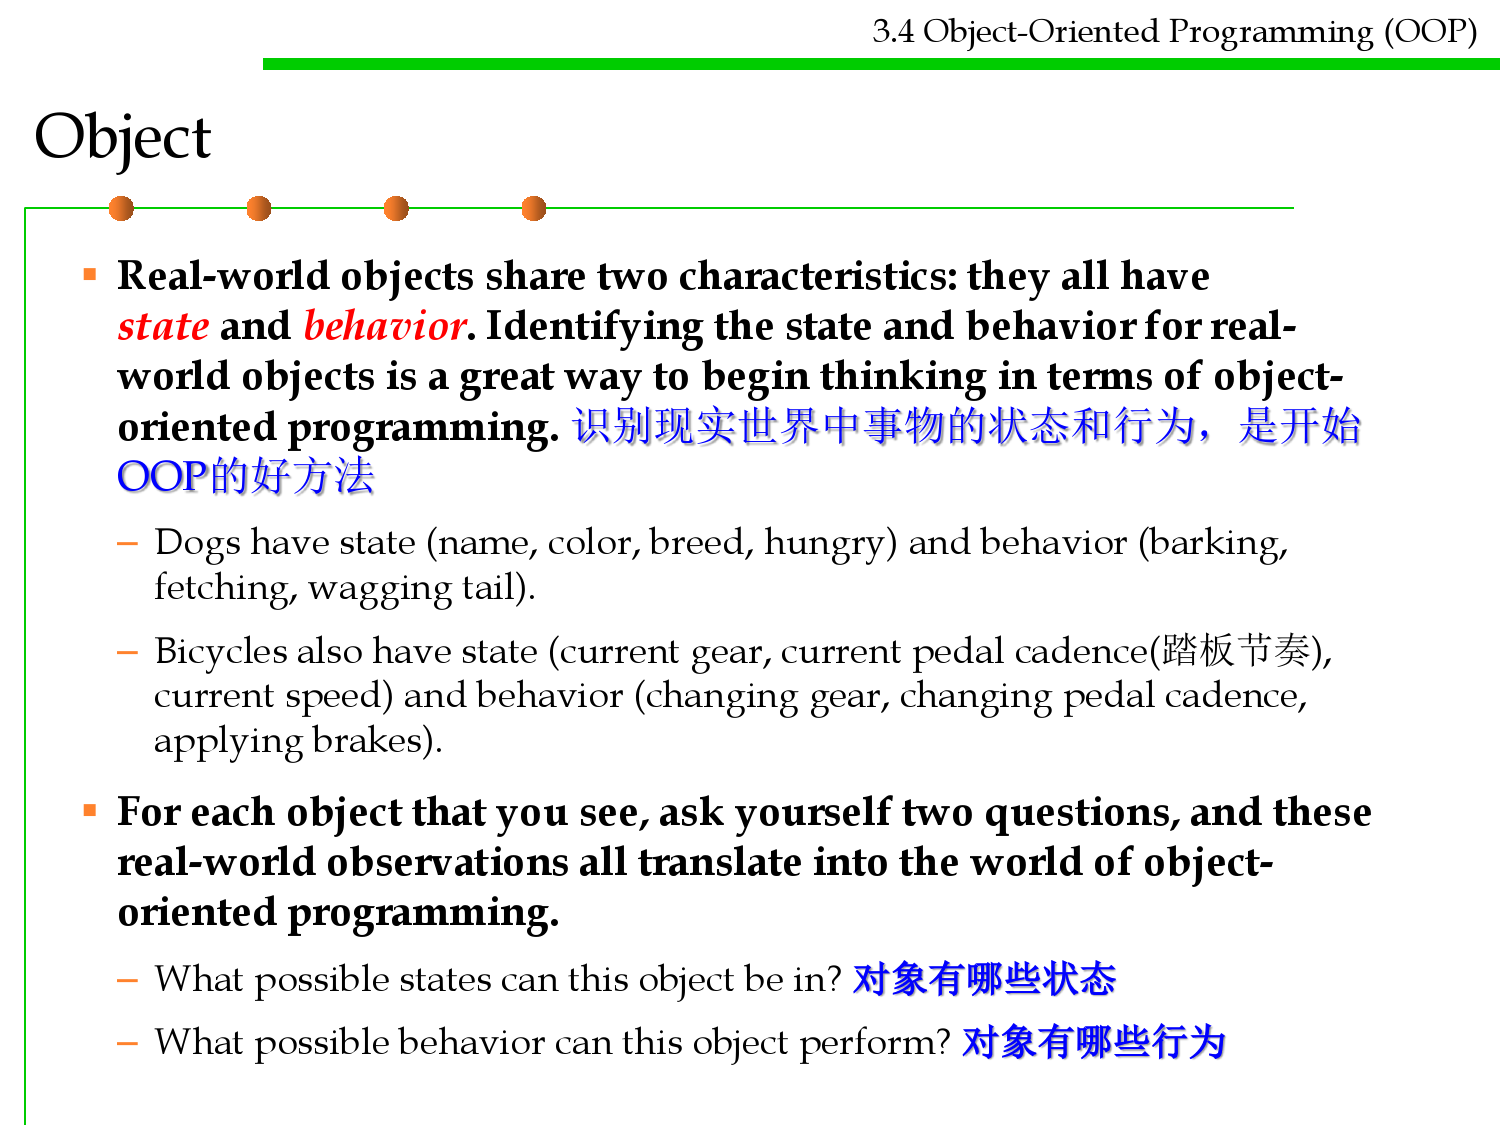 3.4 Object-Oriented Programming (OOP)
Object
▪ Real-world objects share two characteristics: they all have
state and behavior. Identifying the state and behavior for real-
world objects is a great way to begin thinking in terms of object-
oriented programming. 识别现实世界中事物的状态和行为，是开始
OOP的好方法
– Dogs have state (name, color, breed, hungry) and behavior (barking,
fetching, wagging tail).
– Bicycles also have state (current gear, current pedal cadence(踏板节奏),
current speed) and behavior (changing gear, changing pedal cadence,
applying brakes).
▪ For each object that you see, ask yourself two questions, and these
real-world observations all translate into the world of object-
oriented programming.
– What possible states can this object be in? 对象有哪些状态
– What possible behavior can this object perform? 对象有哪些行为